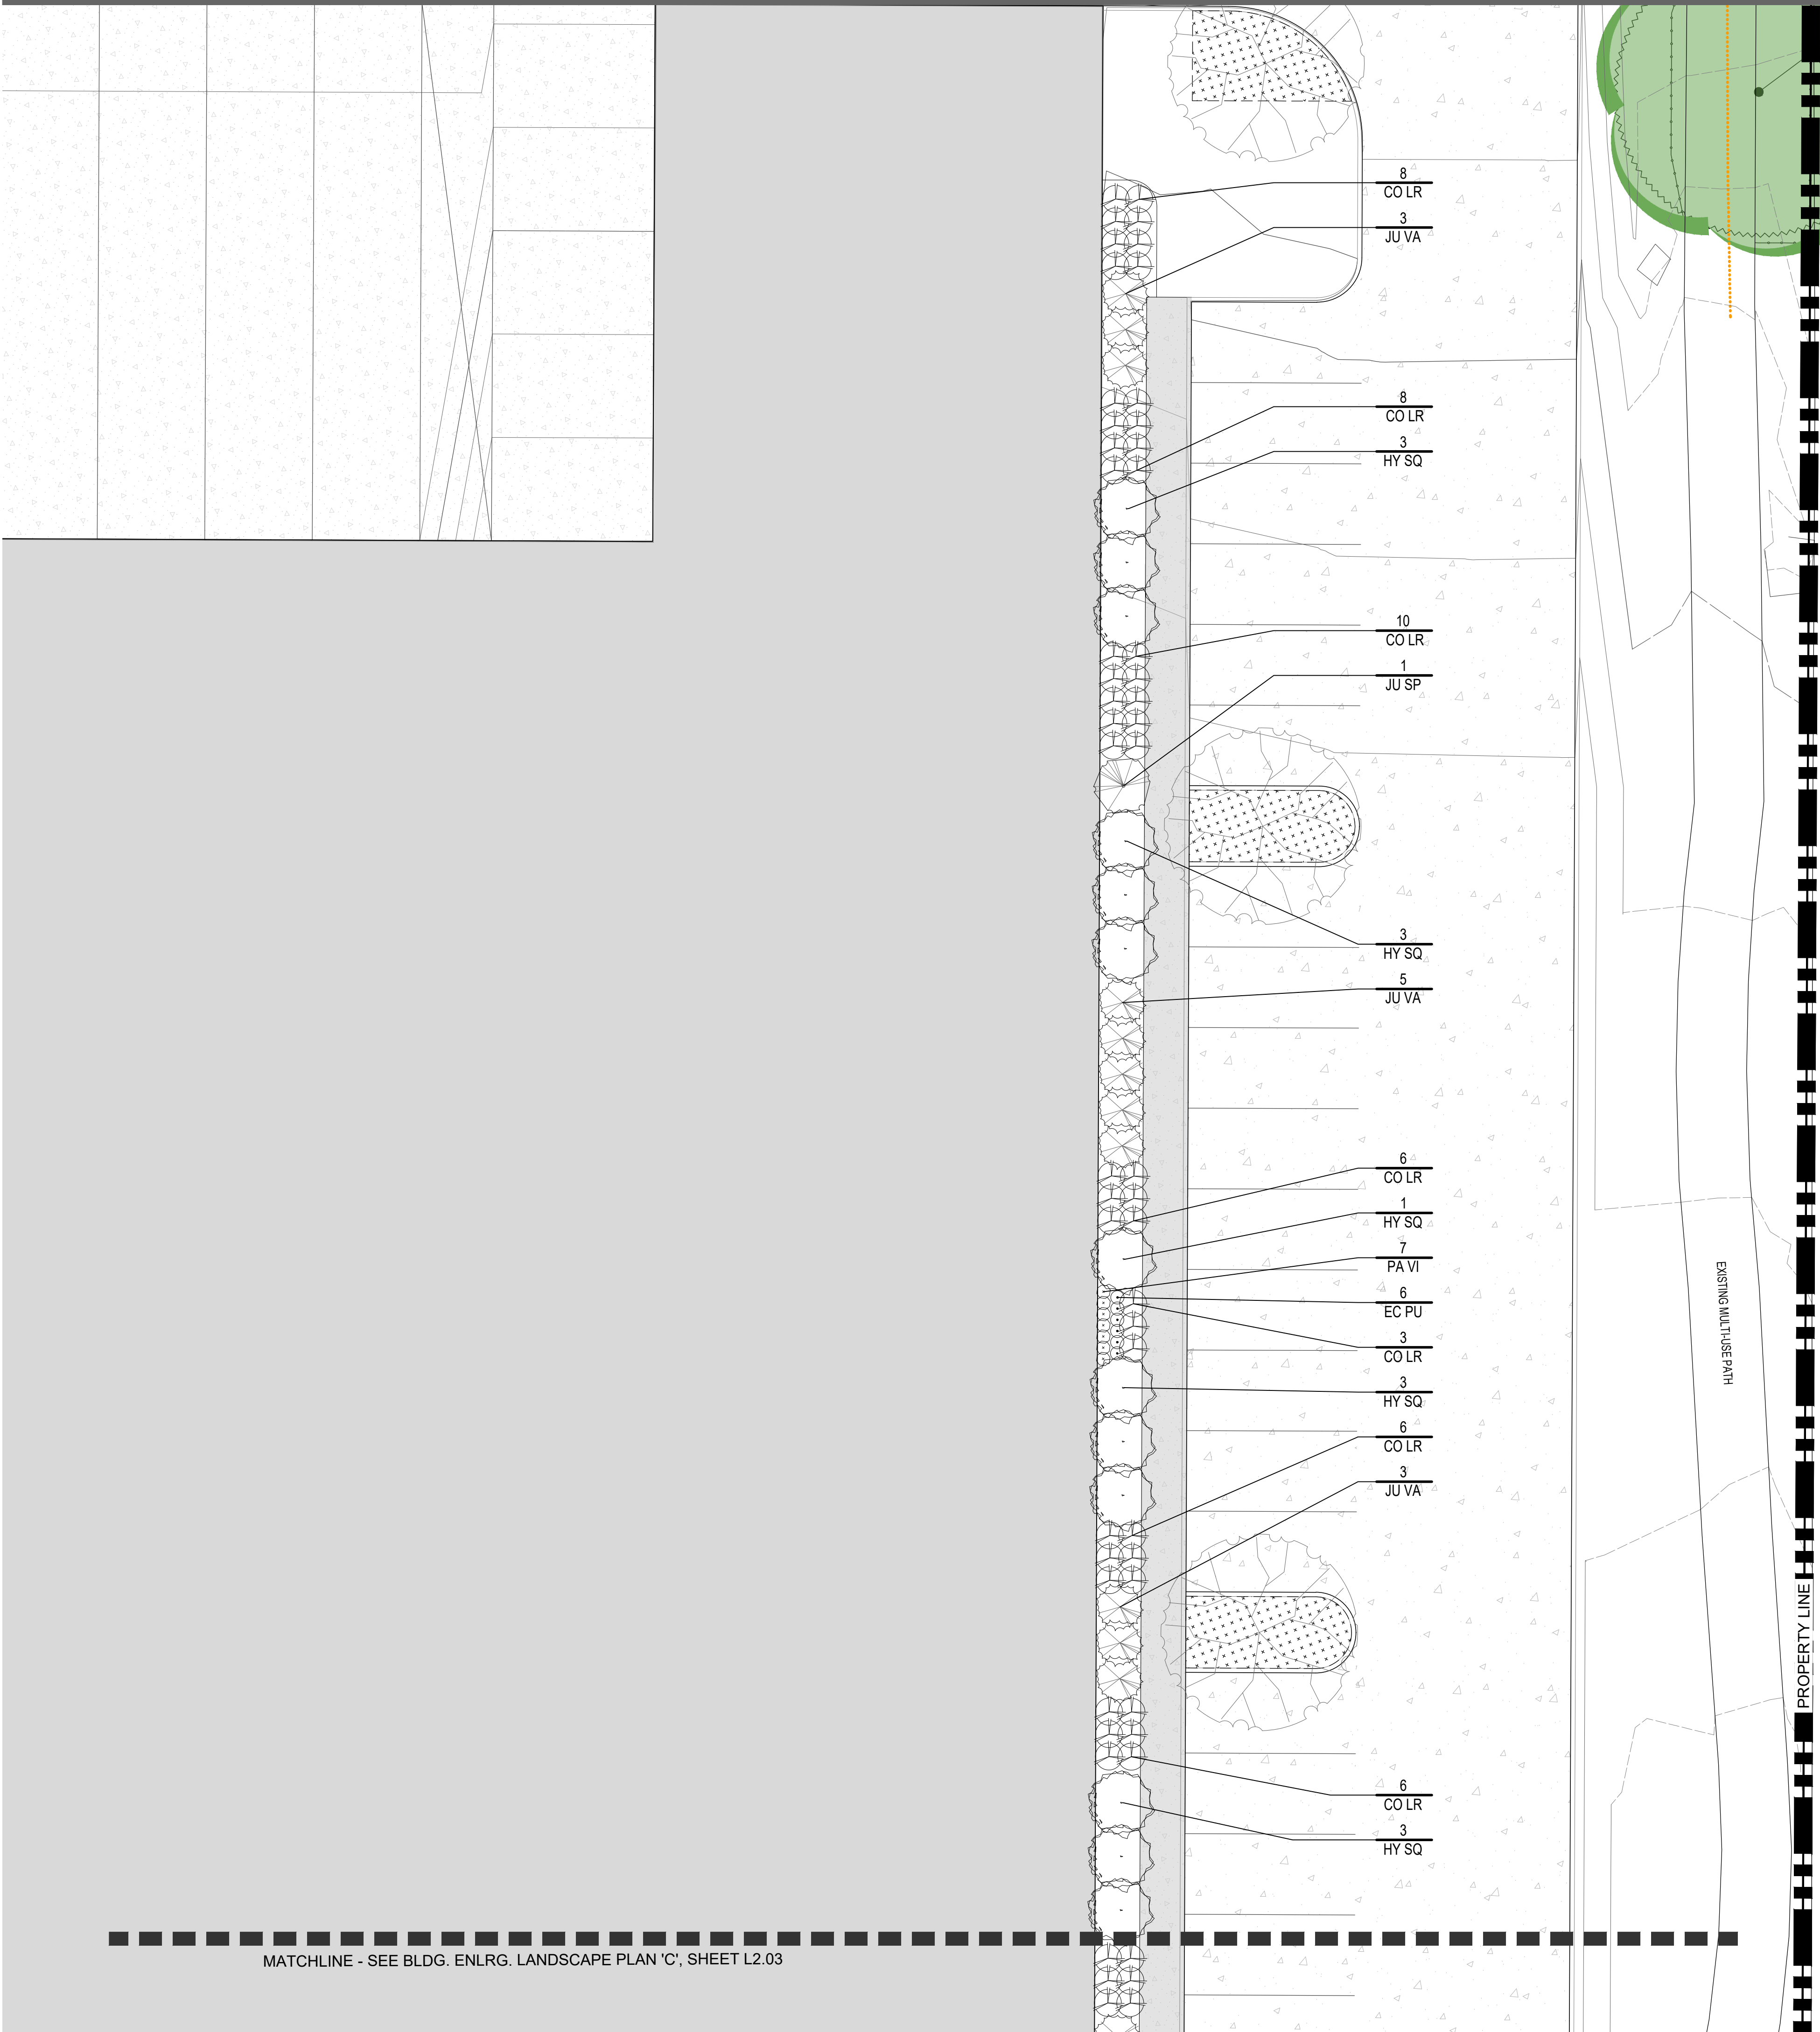 8
CO LR
3
JU VA
8
CO LR
3
HY SQ
10
CO LR
1
JU SP
3
HY SQ
5
JU VA
6
CO LR
1
HY SQ
7
PA VI
6
EC PU
3
CO LR
3
HY SQ
6
CO LR
3
JU VA
6
CO LR
3
HY SQ
EXISTING MULTI-USE PATH
PROPERTY LINE
MATCHLINE - SEE BLDG. ENLRG. LANDSCAPE PLAN 'C', SHEET L2.03